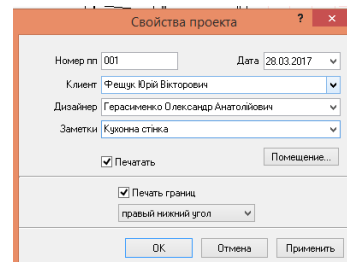 Свойства проекта ? ×
Номер пп 001 Дата 28.03.2017
Клиент Фещук Юрій Вікторович
Дизайнер Герасименко Олександр Анатолійович
Заметки Кухонна стінка
Печатать Помещение...
Печать границ
правый нижний угол
ОК Отмена Применить